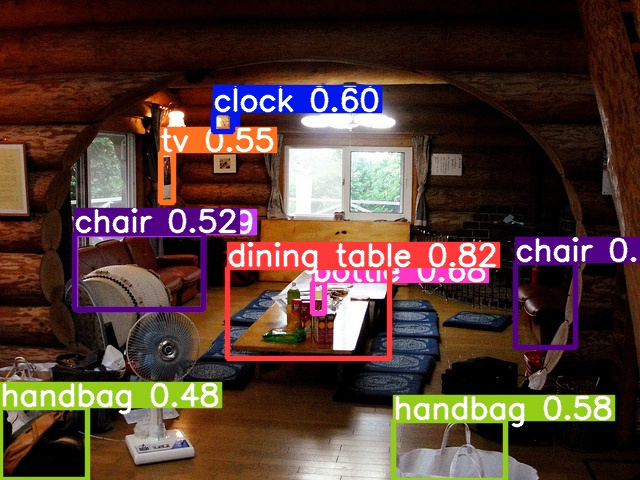 clock 0.60
tv 0.55
chair 0.529
dining table 0.82
chair 0.
bottle 0.68
handbag 0.48
handbag 0.58